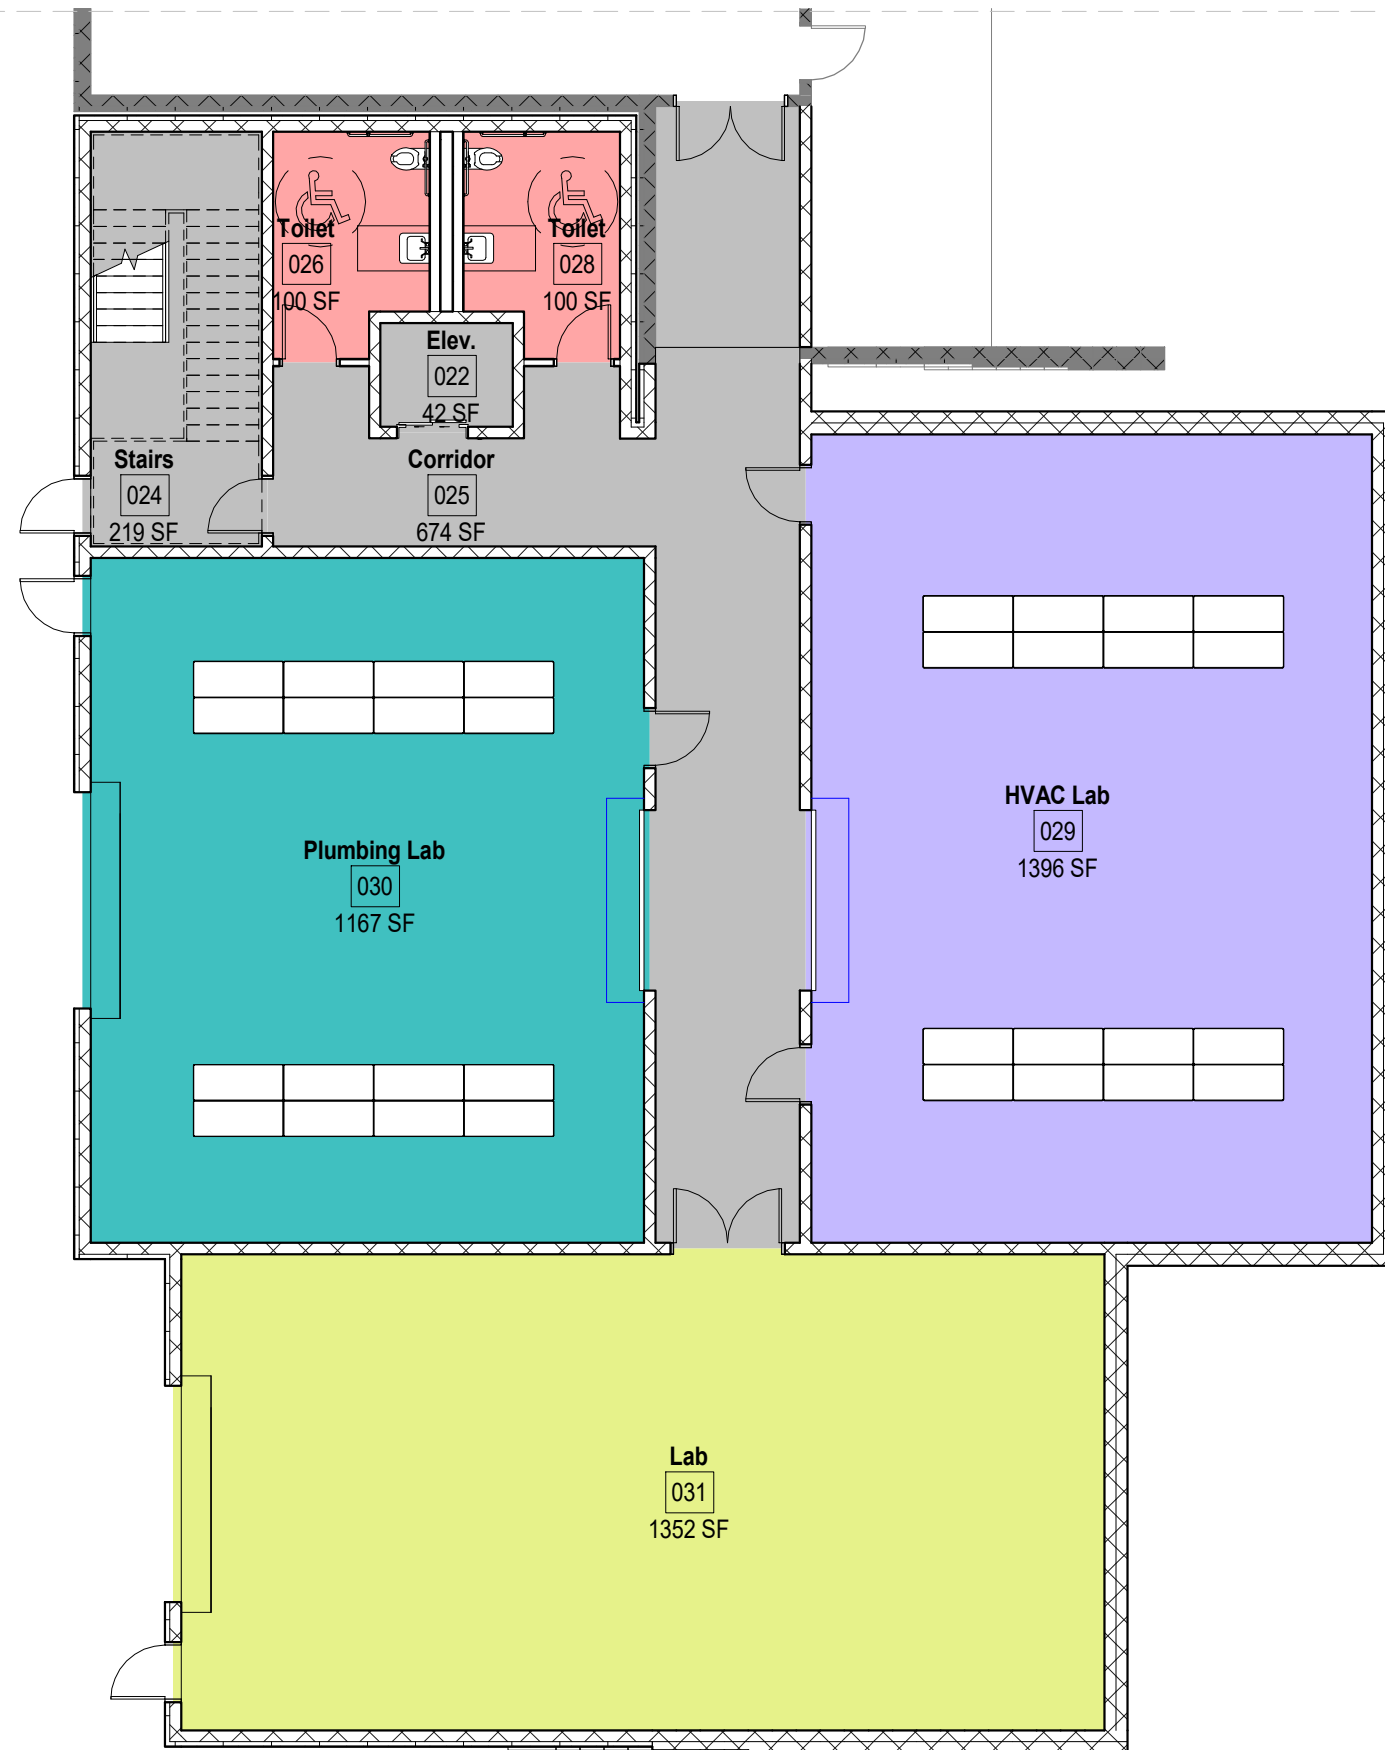 Toilet
026
100 SF
Toilet
028
100 SF
Elev.
022
42 SF
Stairs
024
219 SF
Corridor
025
674 SF
HVAC Lab
029
1396 SF
Plumbing Lab
030
1167 SF
Lab
031
1352 SF